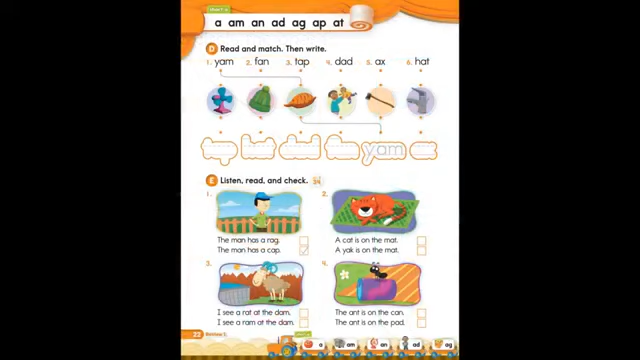 a am an ad ag ap at
D Read and match. Then write.
1. yam 2. fan 3. tap 4. dad 5. ax 6. hat
tap hat dad fan yam ax
E Listen, read, and check. 24
1. 2.
The man has a rag. A cat is on the mat.
The man has a cap. A yak is on the mat.
3. 4.
I see a rat at the dam. The ant is on the can.
I see a ram at the dam. The ant is on the pad.
22
a am an ad ag